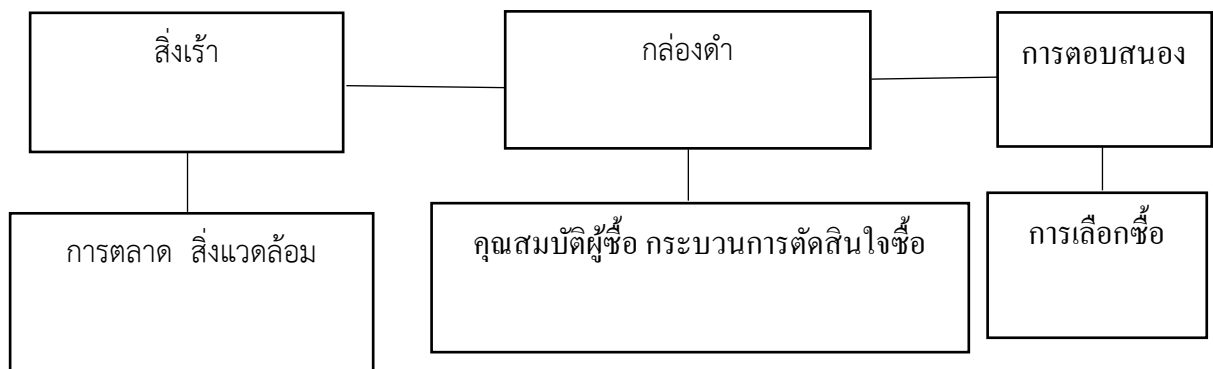 สิ่งเร้า
กล่องดำ
การตอบสนอง
การตลาด สิ่งแวดล้อม
คุณสมบัติผู้ซื้อ กระบวนการตัดสินใจซื้อ
การเลือกซื้อ